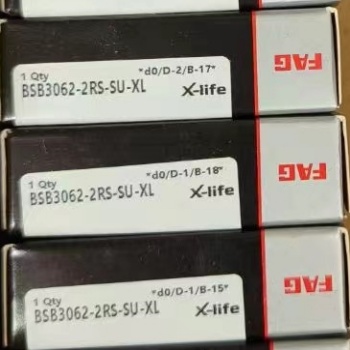 1 Qty *d0/D-2/B-17*
BSB3062-2RS-SU-XL X-life
FAG
1 Qty *d0/D-1/B-18*
BSB3062-2RS-SU-XL X-life
FAG
1 Qty *d0/D-1/B-15*
BSB3062-2RS-SU-XL X-life
FAG